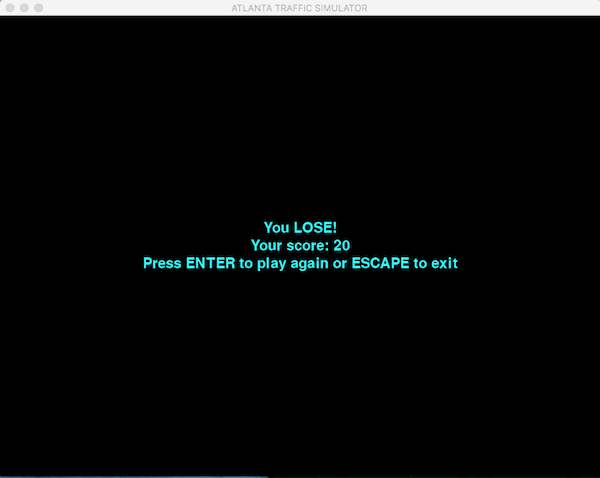 ATLANTA TRAFFIC SIMULATOR
You LOSE!
Your score: 20
Press ENTER to play again or ESCAPE to exit